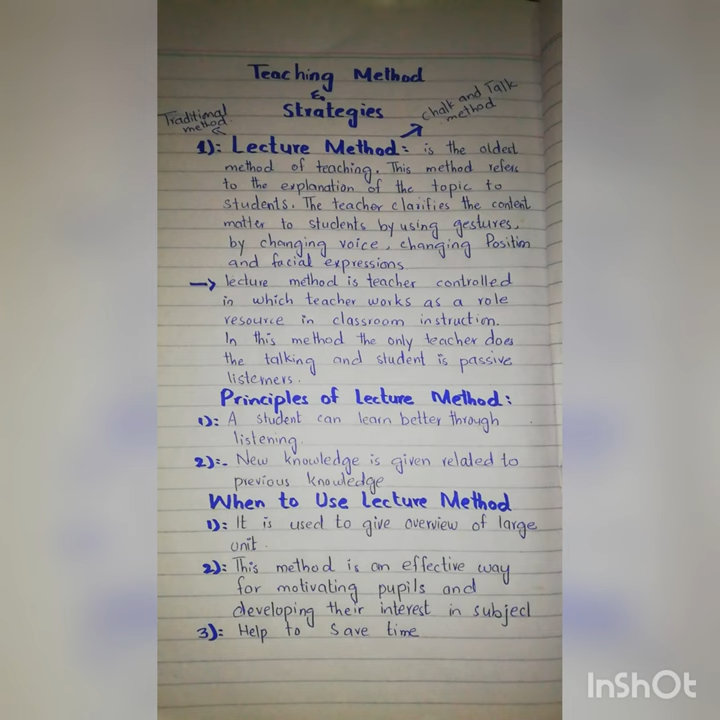 Teaching Method
&
Strategies
Traditional method
Chalk and Talk method
1): Lecture Method: is the oldest
method of teaching. This method refers
to the explanation of the topic to
students. The teacher clarifies the content
matter to students by using gestures,
by changing voice, changing Position
and facial expressions
→ lecture method is teacher controlled
in which teacher works as a role
resource in classroom instruction.
In this method the only teacher does
the talking and student is passive
listerners.
Principles of Lecture Method:
1): A student can learn better through
listening.
2):- New knowledge is given related to
previous knowledge
When to Use Lecture Method
1): It is used to give overview of large
unit.
2): This method is an effective way
for motivating pupils and
developing their interest in subject
3): Help to save time
InShOt